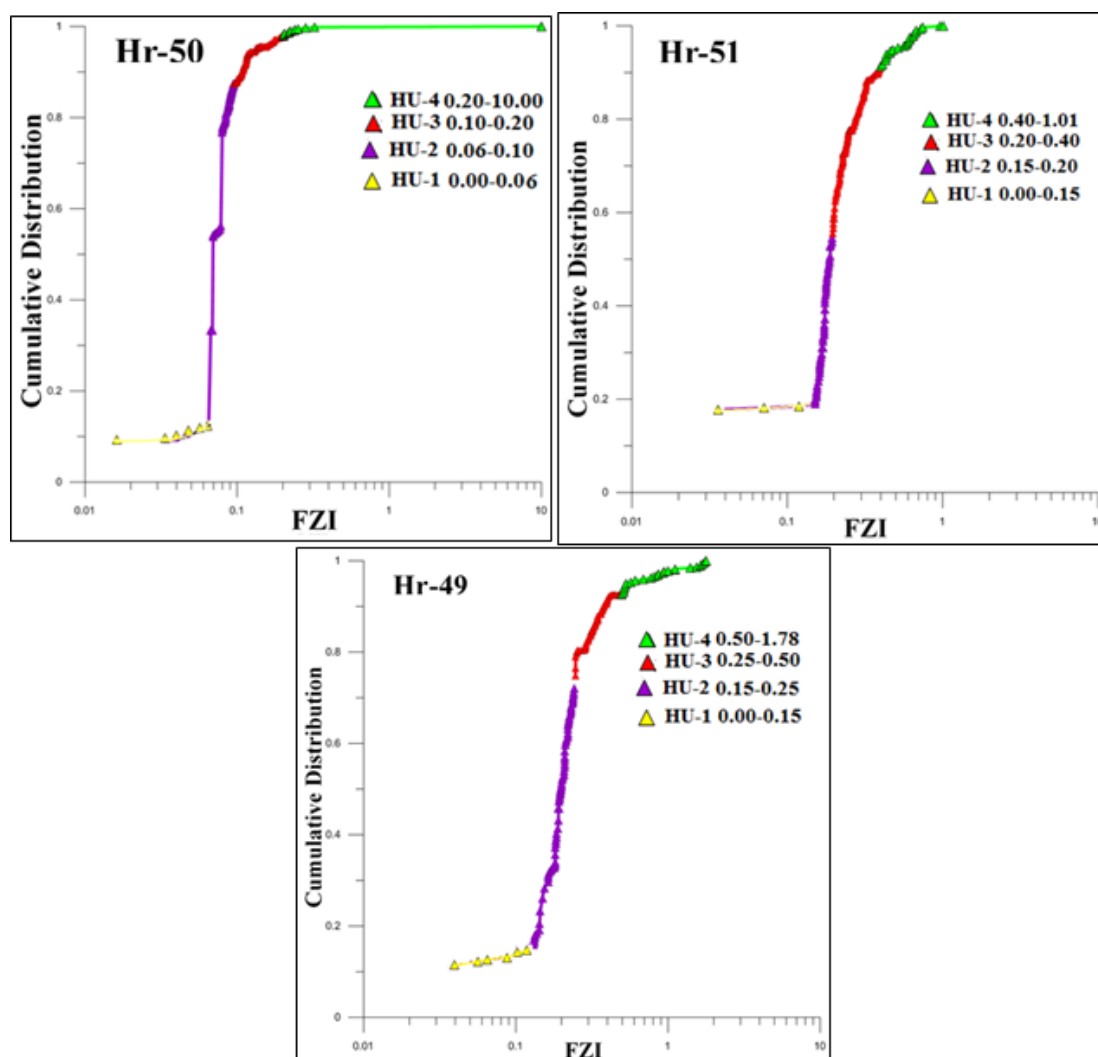 Hr-50
HU-4 0.20-10.00
HU-3 0.10-0.20
HU-2 0.06-0.10
HU-1 0.00-0.06
Cumulative Distribution
1
0.8
0.6
0.4
0.2
0
0.01
0.1
1
10
FZI
Hr-51
HU-4 0.40-1.01
HU-3 0.20-0.40
HU-2 0.15-0.20
HU-1 0.00-0.15
Cumulative Distribution
1
0.8
0.6
0.4
0.2
0
0.01
0.1
1
10
FZI
Hr-49
HU-4 0.50-1.78
HU-3 0.25-0.50
HU-2 0.15-0.25
HU-1 0.00-0.15
Cumulative Distribution
1
0.8
0.6
0.4
0.2
0
0.01
0.1
1
10
FZI